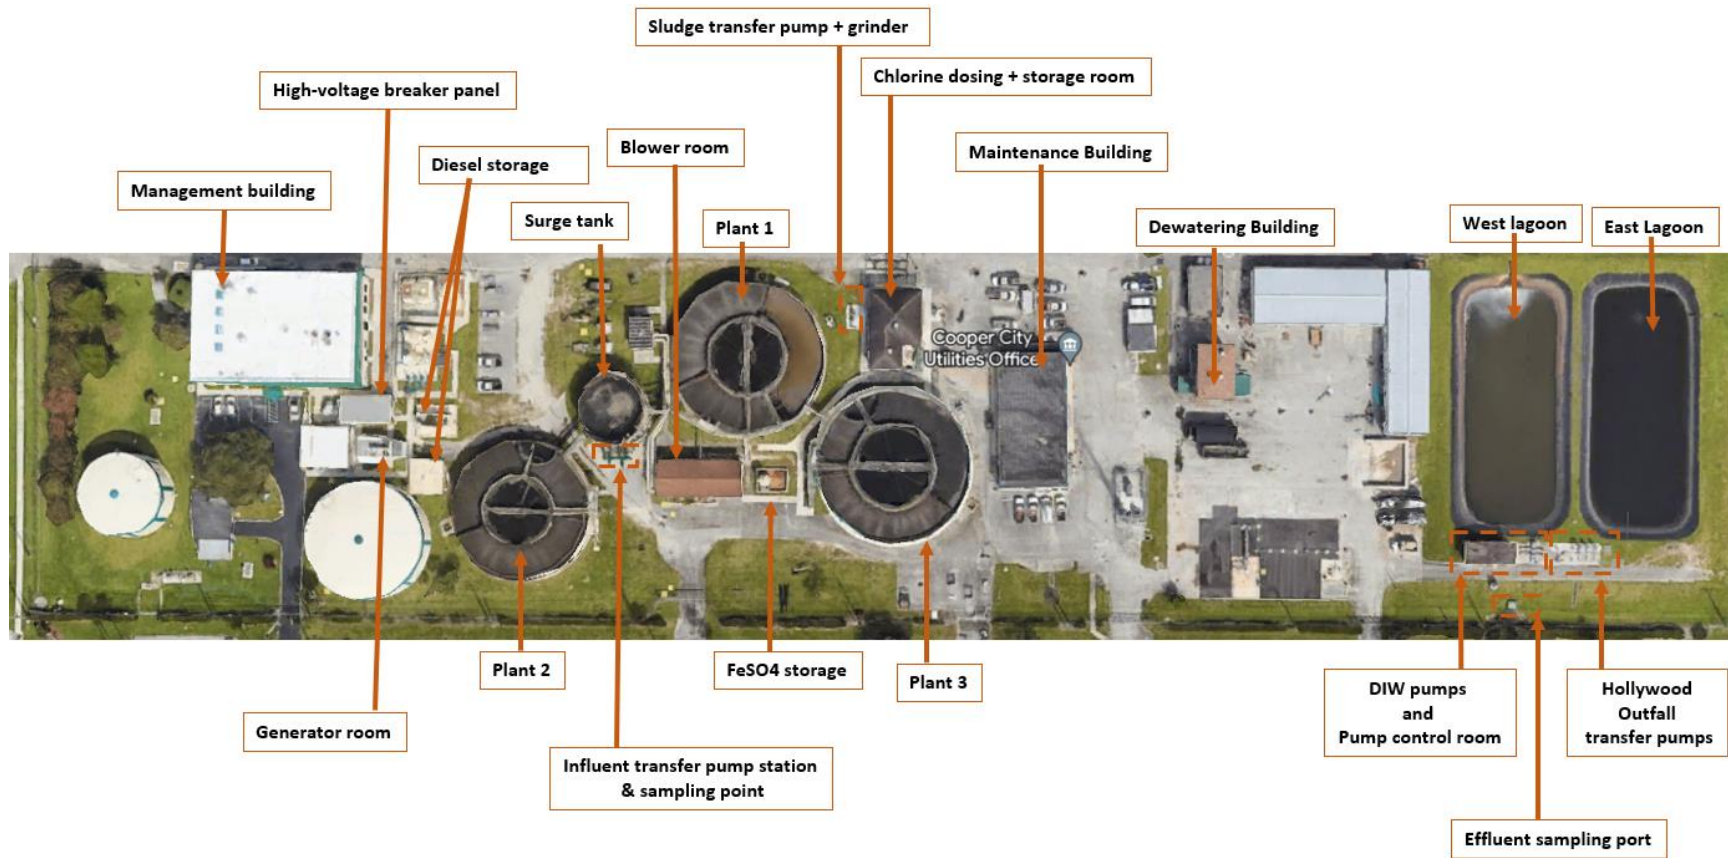 Sludge transfer pump + grinder
High-voltage breaker panel
Chlorine dosing + storage room
Management building
Diesel storage
Blower room
Maintenance Building
Surge tank
Plant 1
Dewatering Building
West lagoon
East Lagoon
Cooper City
Utilities Office
Plant 2
FeSO4 storage
Plant 3
Generator room
Influent transfer pump station
& sampling point
DIW pumps
and
Pump control room
Hollywood
Outfall
transfer pumps
Effluent sampling port